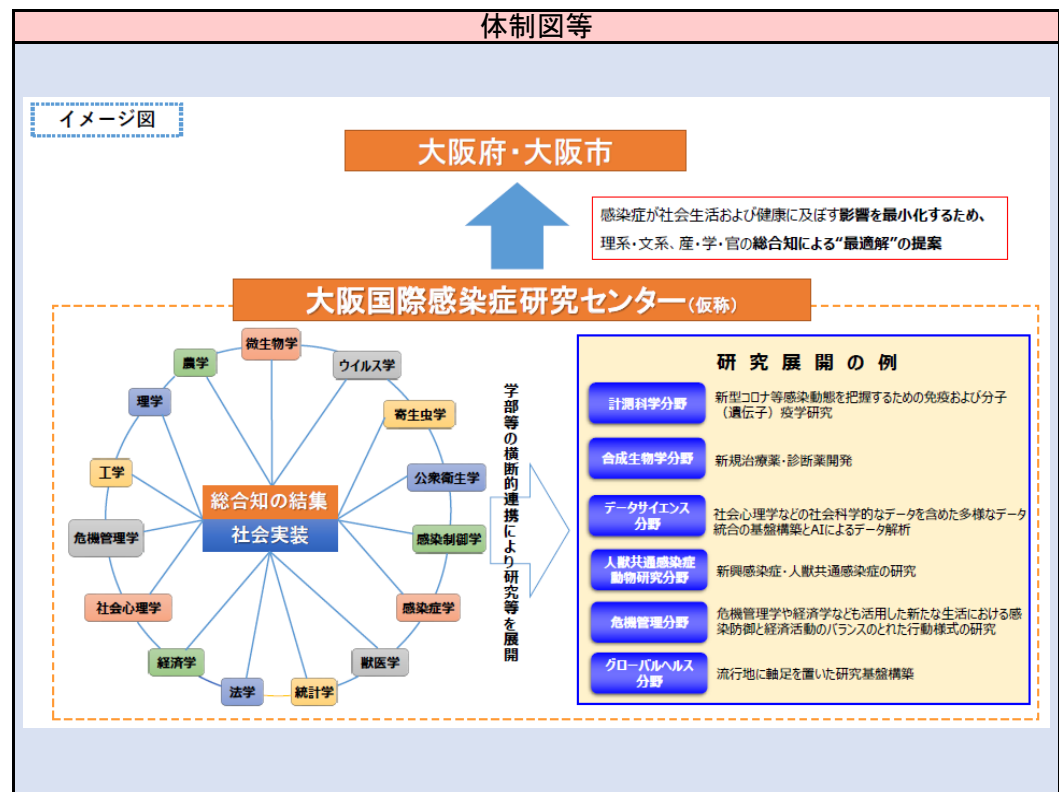 体制図等
イメージ図
大阪府・大阪市
感染症が社会生活および健康に及ぼす影響を最小化するため、
理系・文系、産・学・官の総合知による“最適解”の提案
大阪国際感染症研究センター(仮称)
微生物学
ウイルス学
寄生虫学
公衆衛生学
感染制御学
感染症学
獣医学
統計学
法学
経済学
社会心理学
危機管理学
工学
理学
農学
総合知の結集
社会実装
学部等の横断的連携により研究等を展開
研究展開の例
計測科学分野
新型コロナ等感染動態を把握するための免疫および分子
（遺伝子）疫学研究
合成生物学分野
新規治療薬・診断薬開発
データサイエンス
分野
社会心理学などの社会科学的なデータを含めた多様なデータ
統合の基盤構築とAIによるデータ解析
人獣共通感染症
動物研究分野
新興感染症・人獣共通感染症の研究
危機管理分野
危機管理学や経済学なども活用した新たな生活における感
染防御と経済活動のバランスのとれた行動様式の研究
グローバルヘルス
分野
流行地に軸足を置いた研究基盤構築